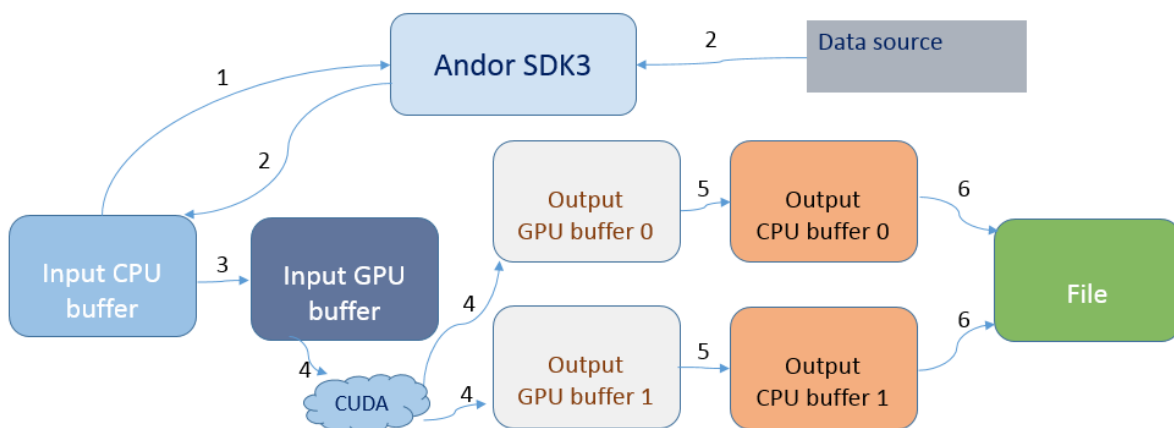 2
Data source
Andor SDK3
1
2
Output
GPU buffer 0
5
Output
CPU buffer 0
6
Input CPU
buffer
3
Input GPU
buffer
4
File
4
CUDA
4
Output
GPU buffer 1
5
Output
CPU buffer 1
6